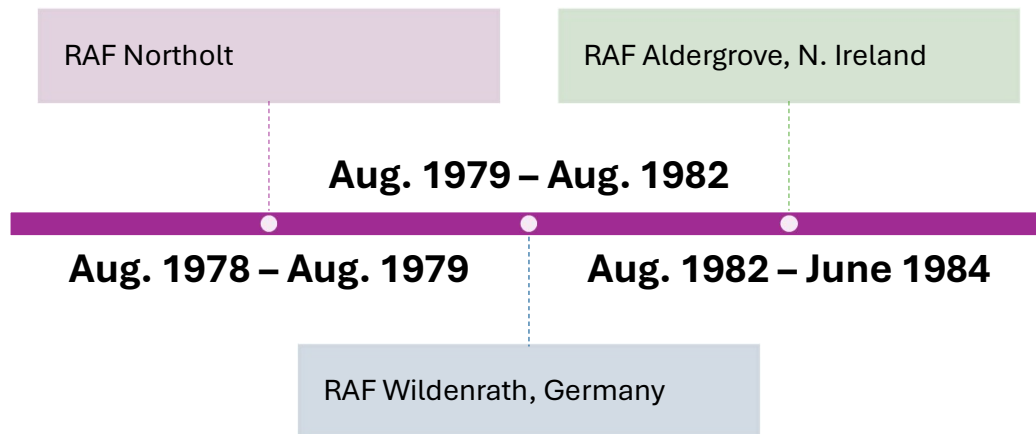 RAF Northolt
RAF Aldergrove, N. Ireland
Aug. 1979 – Aug. 1982
Aug. 1978 – Aug. 1979
Aug. 1982 – June 1984
RAF Wildenrath, Germany